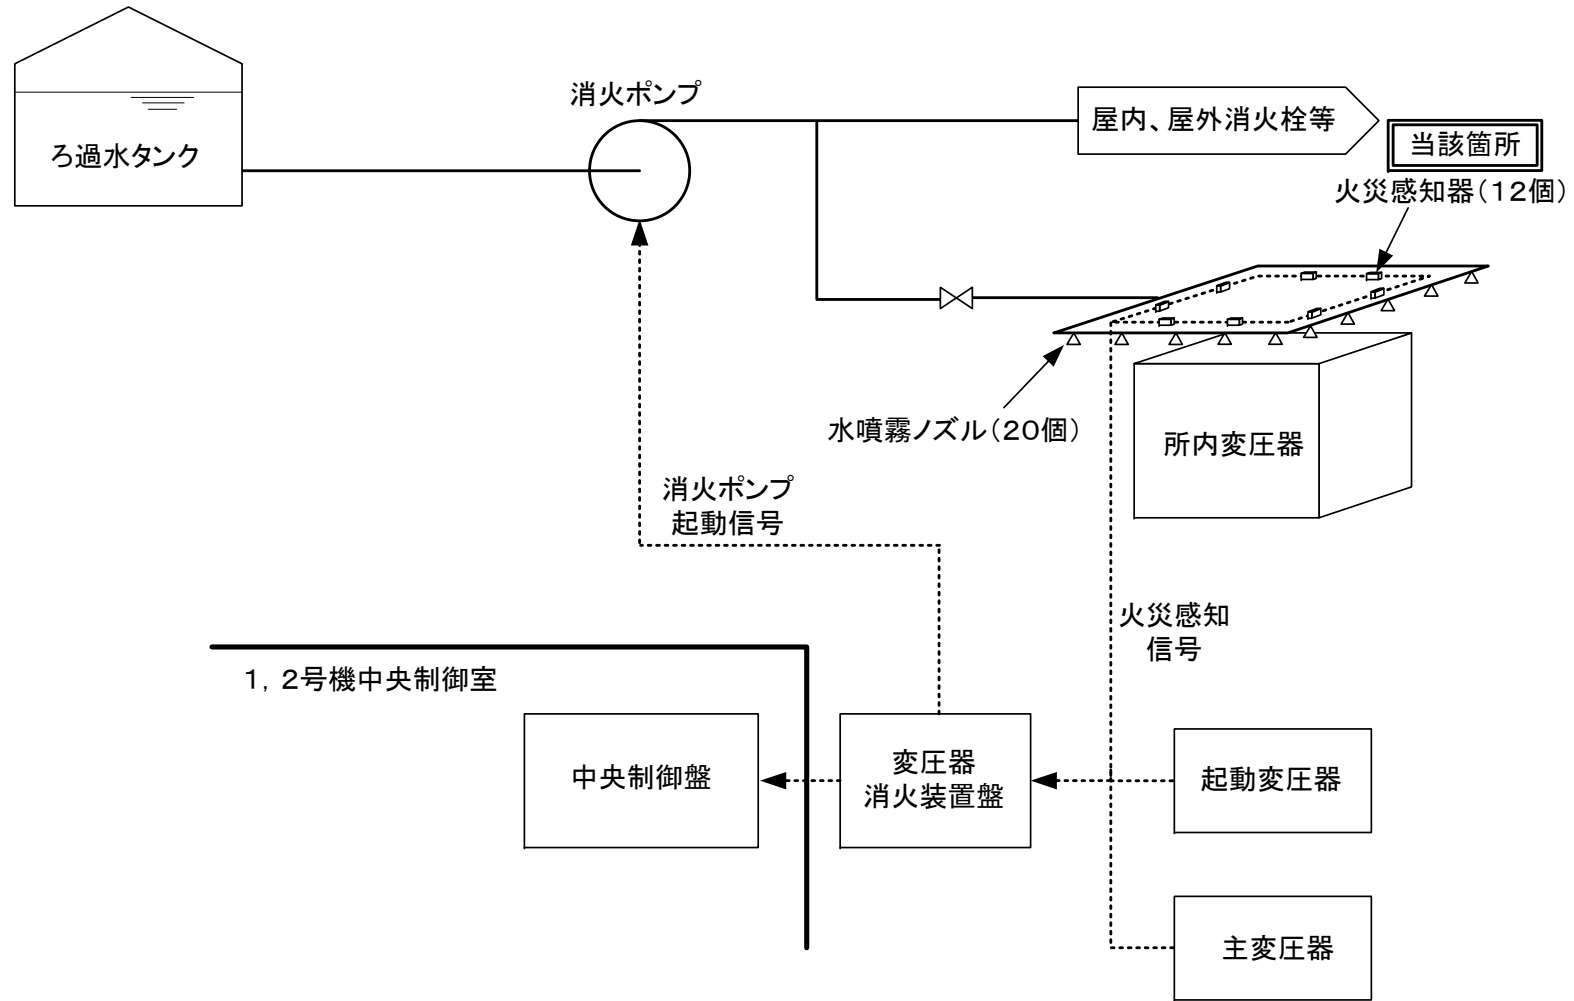 消火ポンプ
屋内、屋外消火栓等
当該箇所
ろ過水タンク
火災感知器（１２個）
水噴霧ノズル（２０個）
所内変圧器
消火ポンプ
起動信号
火災感知
信号
１，２号機中央制御室
中央制御盤
変圧器
消火装置盤
起動変圧器
主変圧器